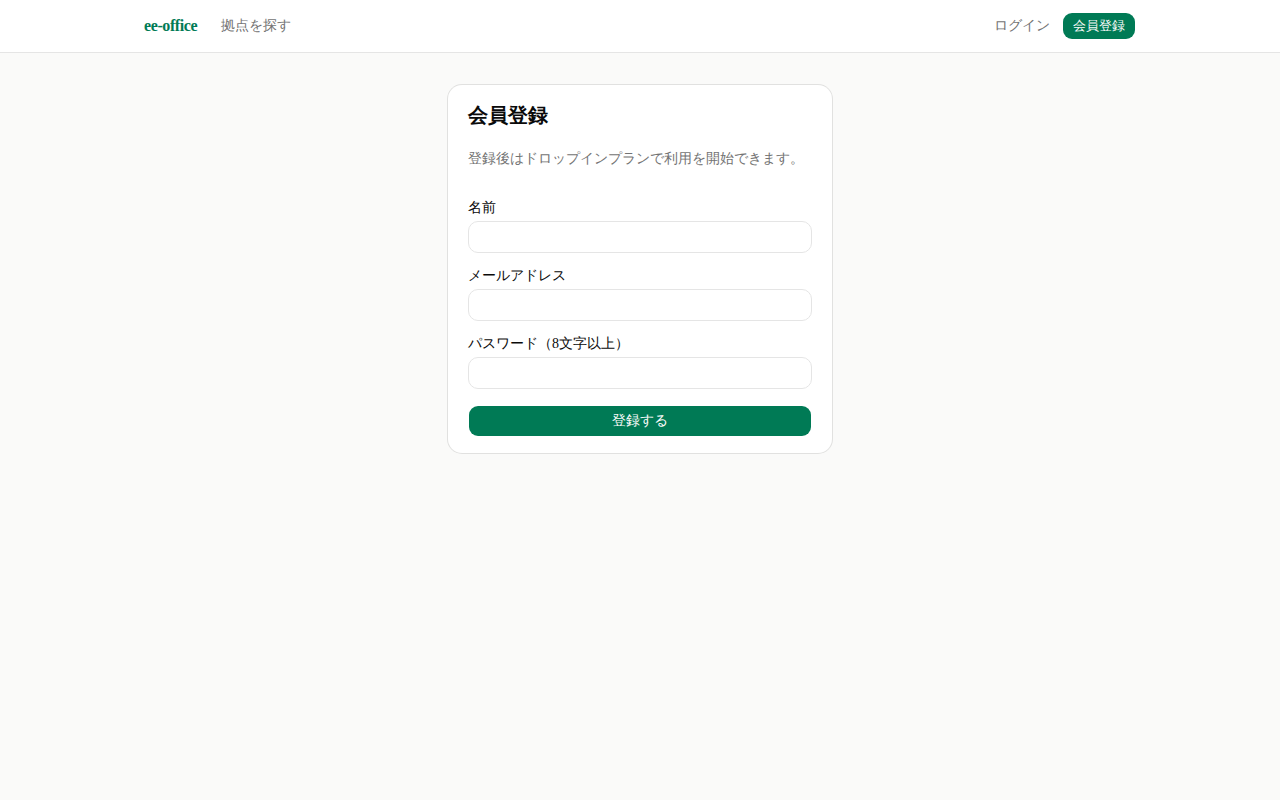 ee-office 拠点を探す ログイン 会員登録
会員登録
登録後はドロップインプランで利用を開始できます。
名前
メールアドレス
パスワード（8文字以上）
登録する